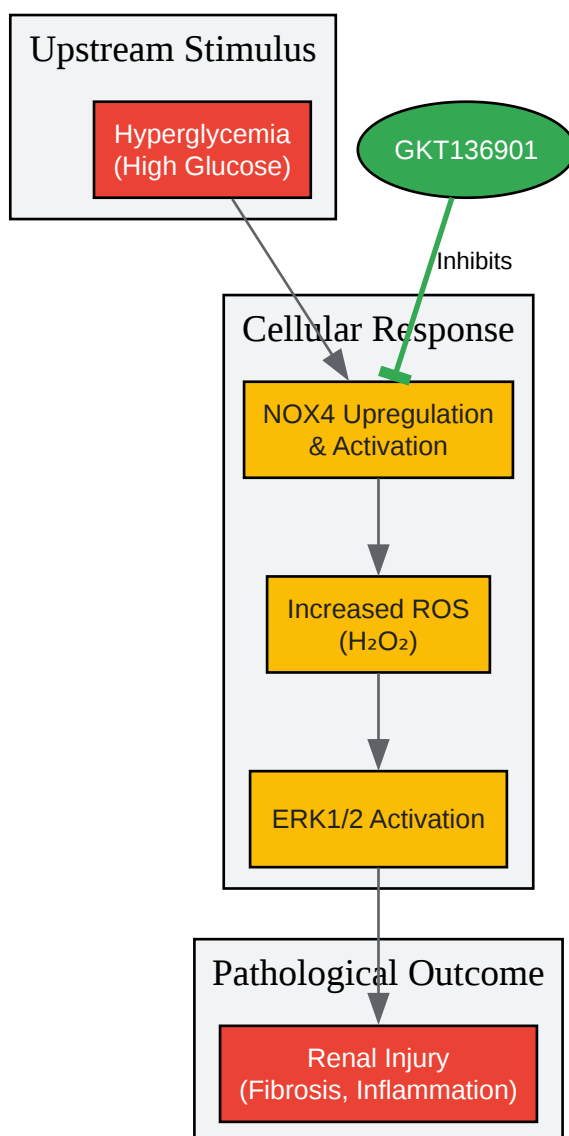 Upstream Stimulus
Hyperglycemia
(High Glucose)
GKT136901
Inhibits
Cellular Response
NOX4 Upregulation
& Activation
Increased ROS
(H₂O₂)
ERK1/2 Activation
Pathological Outcome
Renal Injury
(Fibrosis, Inflammation)